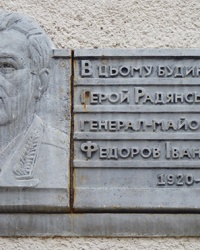 В цьому будин
Герой Радянсь
генерал-майо
Федоров Іван
1920-